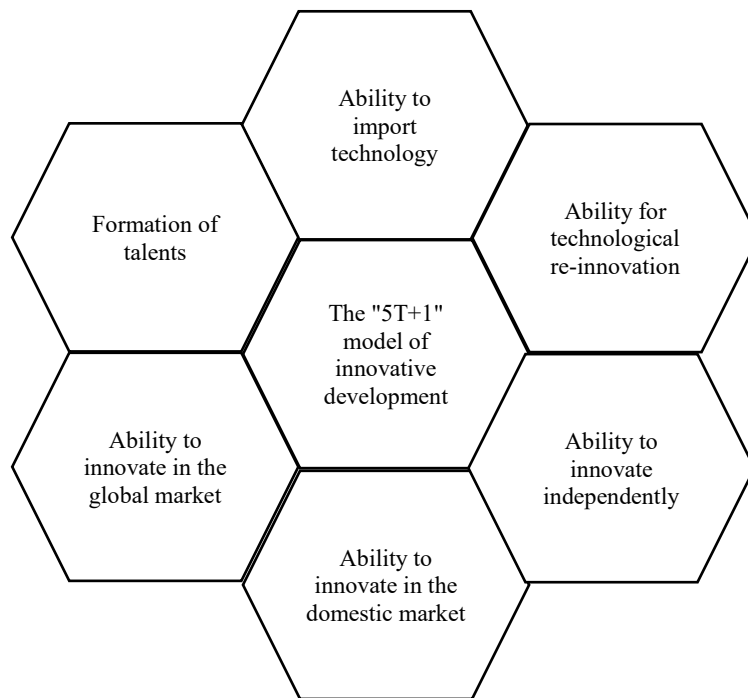 Ability to
import
technology
Formation of
talents
Ability for
technological
re-innovation
The "5T+1"
model of
innovative
development
Ability to
innovate in the
global market
Ability to
innovate
independently
Ability to
innovate in the
domestic market